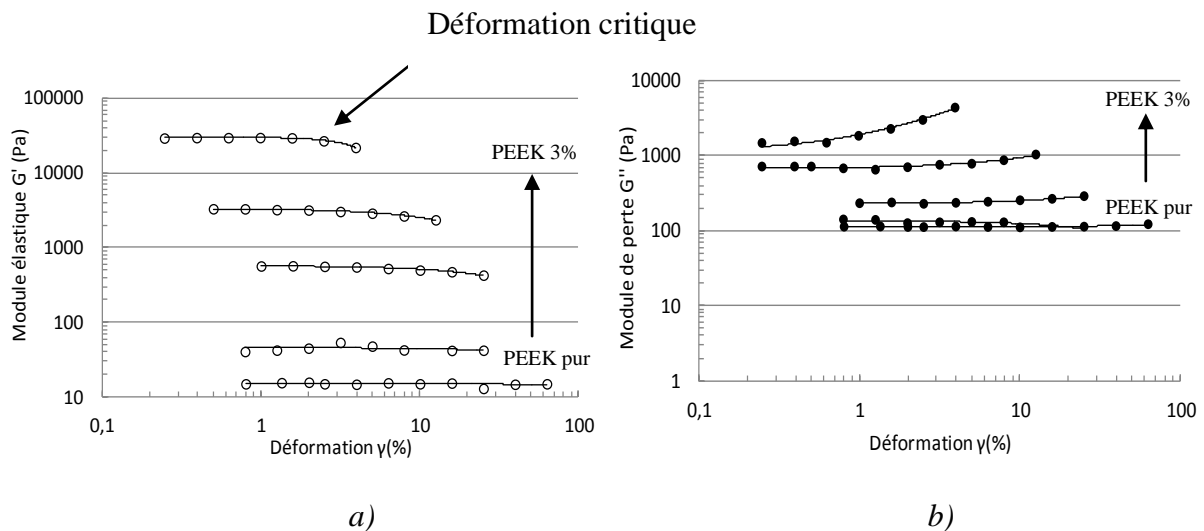 Déformation critique
Module élastique G' (Pa)
100000
10000
1000
100
10
0,1
1
10
100
Déformation γ(%)
PEEK 3%
PEEK pur
a)
Module de perte G'' (Pa)
10000
1000
100
10
1
0,1
1
10
100
Déformation γ(%)
PEEK 3%
PEEK pur
b)